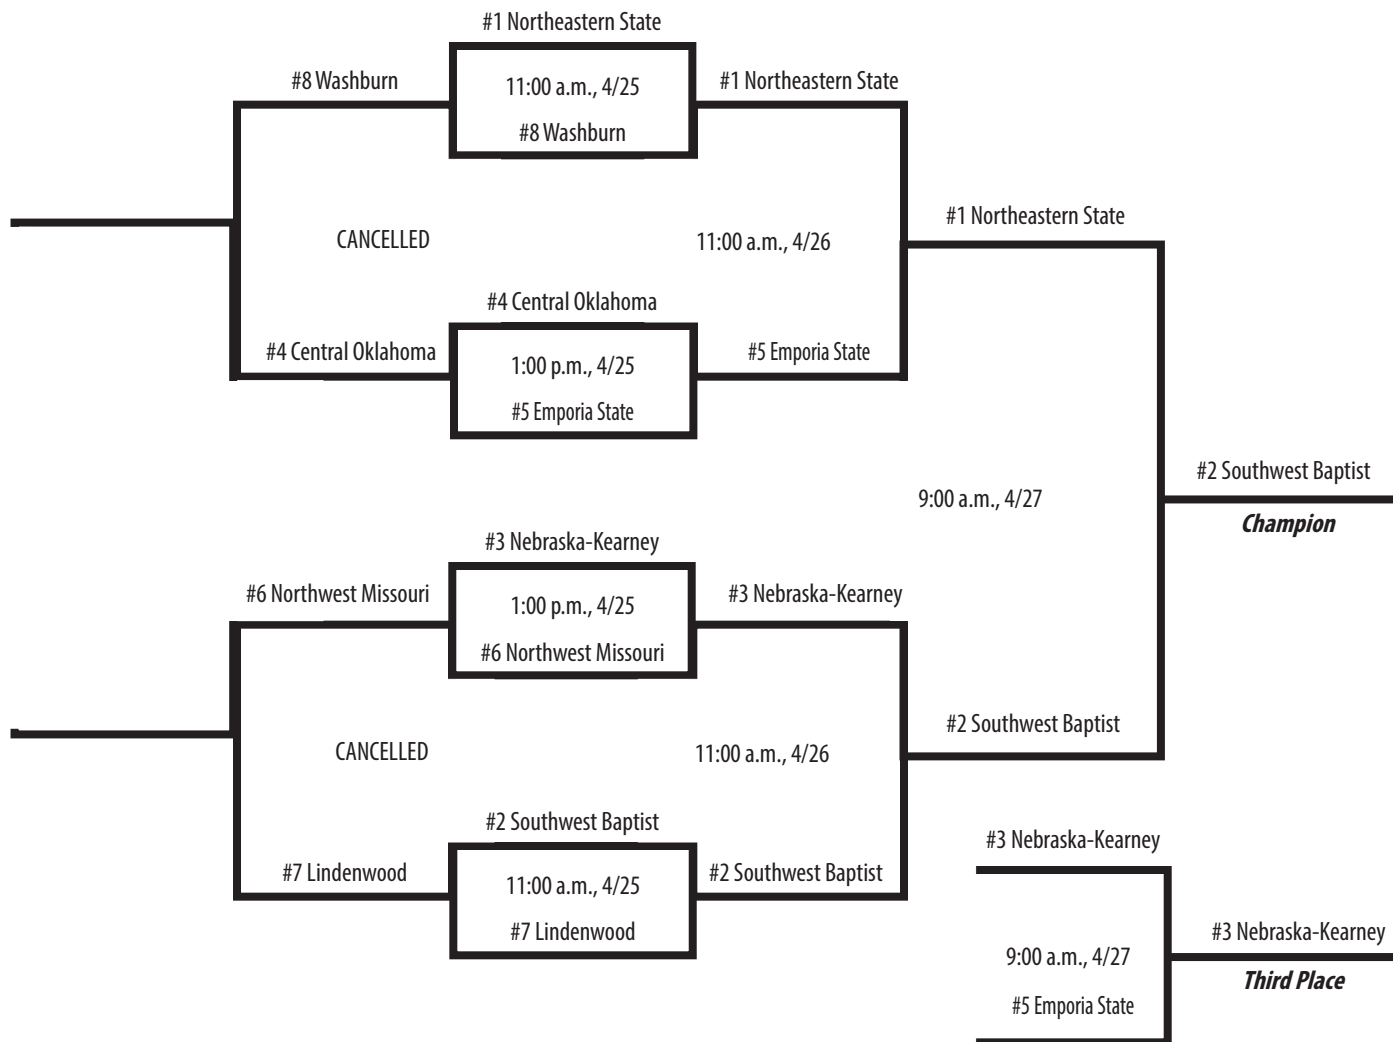 #1 Northeastern State
#8 Washburn
11:00 a.m., 4/25
#1 Northeastern State
#8 Washburn
#1 Northeastern State
CANCELLED
11:00 a.m., 4/26
#4 Central Oklahoma
#4 Central Oklahoma
1:00 p.m., 4/25
#5 Emporia State
#5 Emporia State
#2 Southwest Baptist
9:00 a.m., 4/27
Champion
#3 Nebraska-Kearney
#6 Northwest Missouri
1:00 p.m., 4/25
#3 Nebraska-Kearney
#6 Northwest Missouri
#2 Southwest Baptist
CANCELLED
11:00 a.m., 4/26
#2 Southwest Baptist
#3 Nebraska-Kearney
#7 Lindenwood
11:00 a.m., 4/25
#2 Southwest Baptist
#7 Lindenwood
#3 Nebraska-Kearney
9:00 a.m., 4/27
Third Place
#5 Emporia State